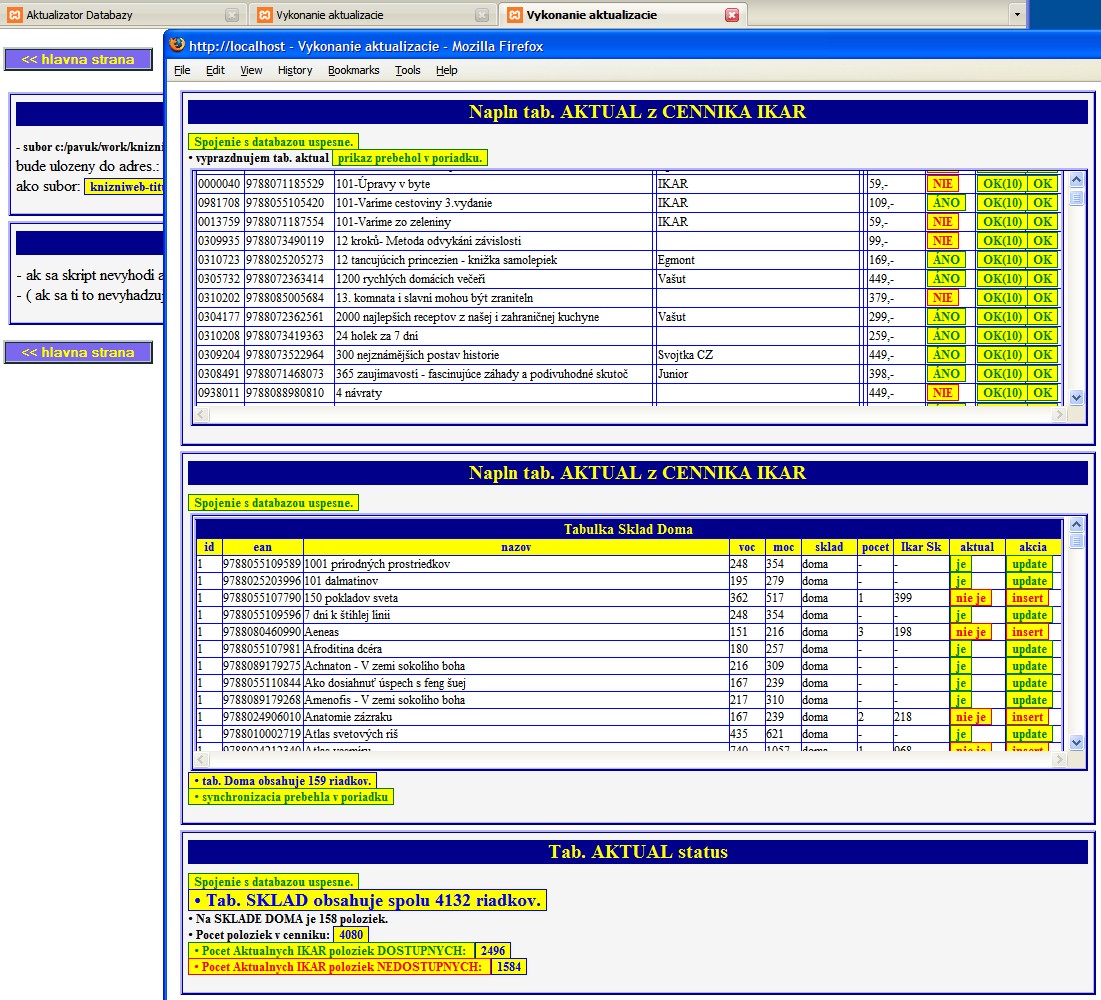 Aktualizator Databazy
Vykonanie aktualizacie
Vykonanie aktualizacie
http://localhost - Vykonanie aktualizacie - Mozilla Firefox
File Edit View History Bookmarks Tools Help
<< hlavna strana
- subor c:/pavuk/work/knizni
bude ulozeny do adres.:
ako subor: knizniweb-titu
- ak sa skript nevyhodi a
- ( ak sa ti to nevyhadzuj
<< hlavna strana
Napln tab. AKTUAL z CENNIKA IKAR
Spojenie s databazou uspesne.
• vyprazdnujem tab. aktual prikaz prebehol v poriadku.
0000040 9788071185529 101-Úpravy v byte IKAR 59,- NIE OK(10) OK
0981708 9788055105420 101-Varíme cestoviny 3.vydanie IKAR 109,- ÁNO OK(10) OK
0013759 9788071187554 101-Varíme zo zeleniny IKAR 59,- NIE OK(10) OK
0309935 9788073490119 12 kroků- Metoda odvykání závislosti 99,- NIE OK(10) OK
0310723 9788025205273 12 tancujúcich princezien - knižka samolepiek Egmont 169,- ÁNO OK(10) OK
0305732 9788072363414 1200 rychlých domácích večeří Vašut 449,- ÁNO OK(10) OK
0310202 9788085005684 13. komnata i slavní mohou být zraniteln 379,- NIE OK(10) OK
0304177 9788072362561 2000 najlepších receptov z našej i zahraničnej kuchyne Vašut 299,- ÁNO OK(10) OK
0310208 9788073419363 24 holek za 7 dní 259,- ÁNO OK(10) OK
0309204 9788073522964 300 nejznámějších postav historie Svojtka CZ 449,- ÁNO OK(10) OK
0308491 9788071468073 365 zaujímavostí - fascinujúce záhady a podivuhodné skutoč Junior 398,- ÁNO OK(10) OK
0938011 9788088980810 4 návraty 449,- NIE OK(10) OK
Napln tab. AKTUAL z CENNIKA IKAR
Spojenie s databazou uspesne.
Tabulka Sklad Doma
id ean nazov voc moc sklad pocet Ikar Sk aktual akcia
1 9788055109589 1001 prírodných prostriedkov 248 354 doma - - je update
1 9788025203996 101 dalmatínov 195 279 doma - - je update
1 9788055107790 150 pokladov sveta 362 517 doma 1 399 nie je insert
1 9788055109596 7 dní k štíhlej línii 248 354 doma - - je update
1 9788080460990 Aeneas 151 216 doma 3 198 nie je insert
1 9788055107981 Afroditina dcéra 180 257 doma - - je update
1 9788089179275 Achnaton - V zemi sokolího boha 216 309 doma - - je update
1 9788055110844 Ako dosiahnuť úspech s feng šuej 167 239 doma - - je update
1 9788089179268 Amenofis - V zemi sokolího boha 217 310 doma - - je update
1 9788024906010 Anatomie zázraku 167 239 doma 2 218 nie je insert
1 9788010002719 Atlas svetových ríš 435 621 doma - - je update
1 9788024212340 Atlas vesmíru 740 1057 doma 1 968 nie je insert
• tab. Doma obsahuje 159 riadkov.
• synchronizacia prebehla v poriadku
Tab. AKTUAL status
Spojenie s databazou uspesne.
• Tab. SKLAD obsahuje spolu 4132 riadkov.
• Na SKLADE DOMA je 158 poloziek.
• Pocet poloziek v cenniku: 4080
• Pocet Aktualnych IKAR poloziek DOSTUPNYCH: 2496
• Pocet Aktualnych IKAR poloziek NEDOSTUPNYCH: 1584